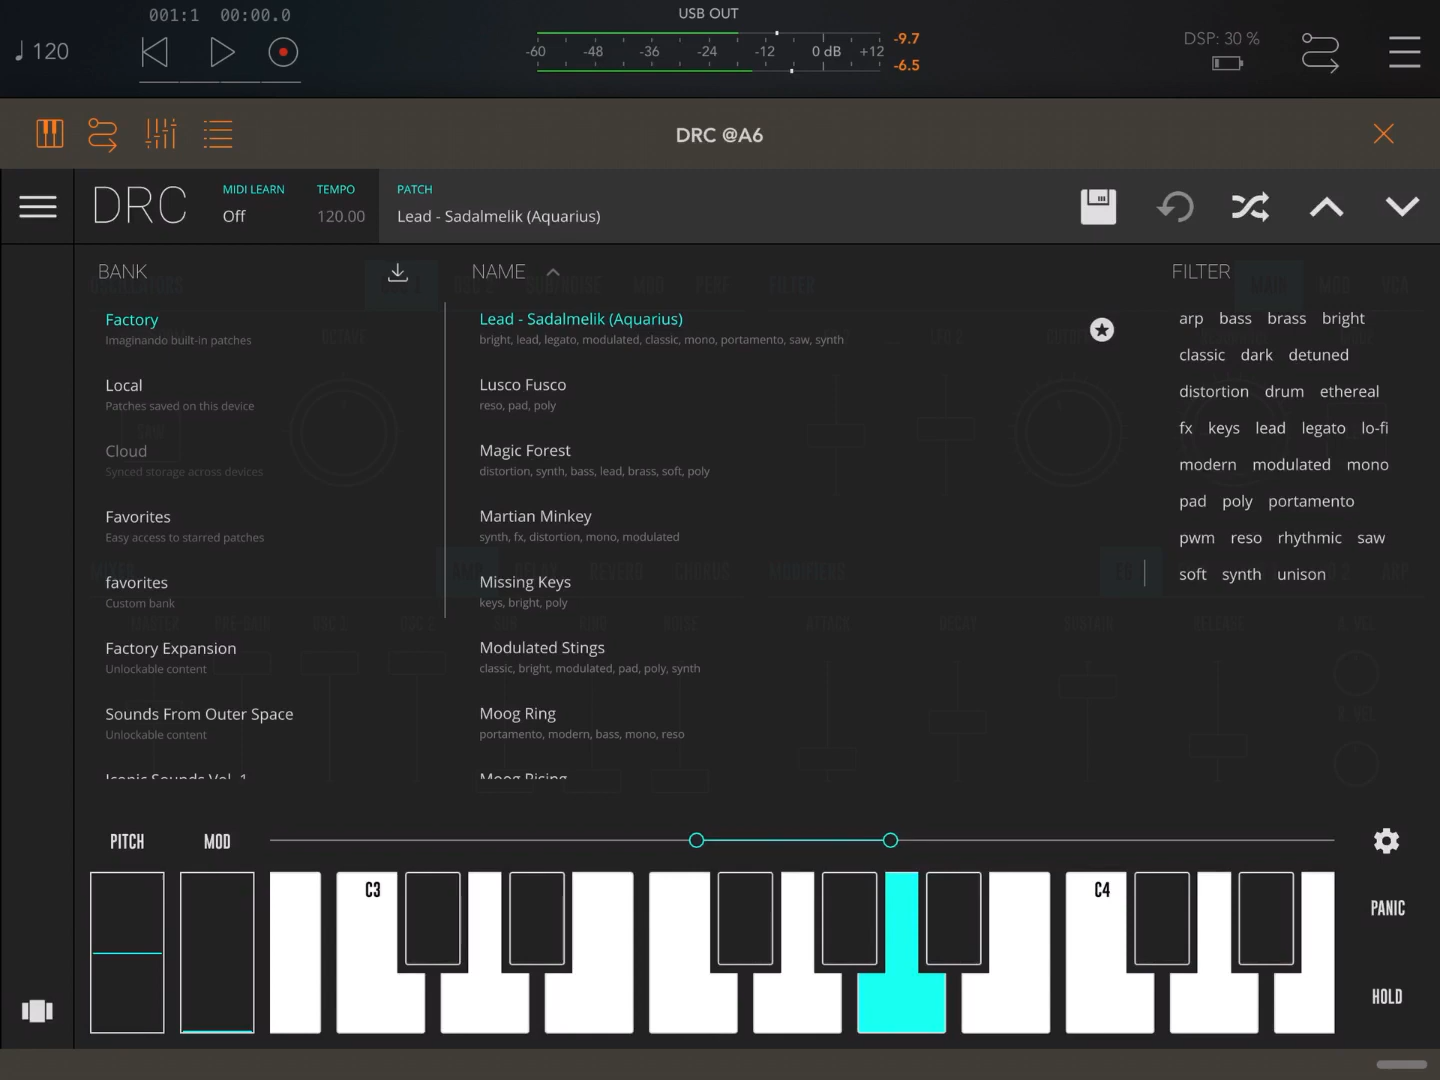 001:1 00:00.0
USB OUT
120
-60 -48 -36 -24 -12 0 dB +12
-9.7
-6.5
DSP: 30 %
DRC @A6
DRC
MIDI LEARN
Off
TEMPO
120.00
PATCH
Lead - Sadalmelik (Aquarius)
BANK
Factory
Imaginando built-in patches
Local
Patches saved on this device
Cloud
Synced storage across devices
Favorites
Easy access to starred patches
favorites
Custom bank
Factory Expansion
Unlockable content
Sounds From Outer Space
Unlockable content
Iconic Sounds Vol. 1
NAME
Lead - Sadalmelik (Aquarius)
bright, lead, legato, modulated, classic, mono, portamento, saw, synth
Lusco Fusco
reso, pad, poly
Magic Forest
distortion, synth, bass, lead, brass, soft, poly
Martian Minkey
synth, fx, distortion, mono, modulated
Missing Keys
keys, bright, poly
Modulated Stings
classic, bright, modulated, pad, poly, synth
Moog Ring
portamento, modern, bass, mono, reso
Moog Rising
FILTER
arp bass brass bright
classic dark detuned
distortion drum ethereal
fx keys lead legato lo-fi
modern modulated mono
pad poly portamento
pwm reso rhythmic saw
soft synth unison
PITCH
MOD
C3
C4
PANIC
HOLD